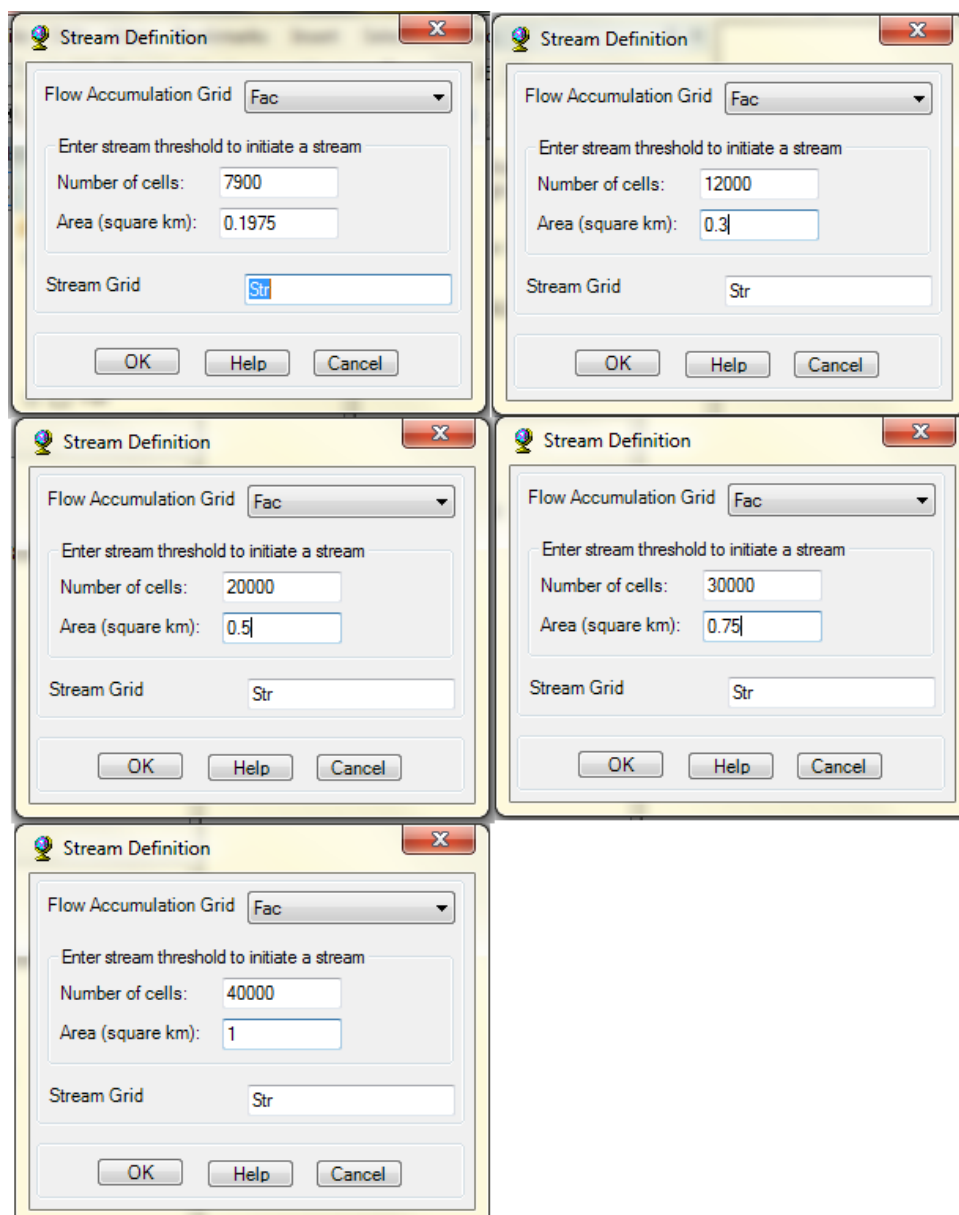 Stream Definition
Flow Accumulation Grid Fac
Enter stream threshold to initiate a stream
Number of cells: 7900
Area (square km): 0.1975
Stream Grid Str
OK Help Cancel
Stream Definition
Flow Accumulation Grid Fac
Enter stream threshold to initiate a stream
Number of cells: 12000
Area (square km): 0.3
Stream Grid Str
OK Help Cancel
Stream Definition
Flow Accumulation Grid Fac
Enter stream threshold to initiate a stream
Number of cells: 20000
Area (square km): 0.5
Stream Grid Str
OK Help Cancel
Stream Definition
Flow Accumulation Grid Fac
Enter stream threshold to initiate a stream
Number of cells: 30000
Area (square km): 0.75
Stream Grid Str
OK Help Cancel
Stream Definition
Flow Accumulation Grid Fac
Enter stream threshold to initiate a stream
Number of cells: 40000
Area (square km): 1
Stream Grid Str
OK Help Cancel